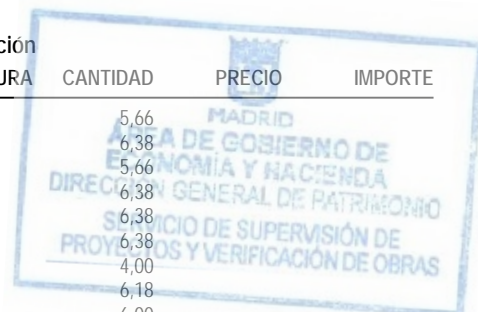 ción
URA CANTIDAD PRECIO IMPORTE
5,66
6,38
5,66
6,38
6,38
6,38
4,00
6,18
MADRID
ÁREA DE GOBIERNO DE
ECONOMÍA Y HACIENDA
DIRECCIÓN GENERAL DE PATRIMONIO
SERVICIO DE SUPERVISIÓN DE
PROYECTOS Y VERIFICACIÓN DE OBRAS